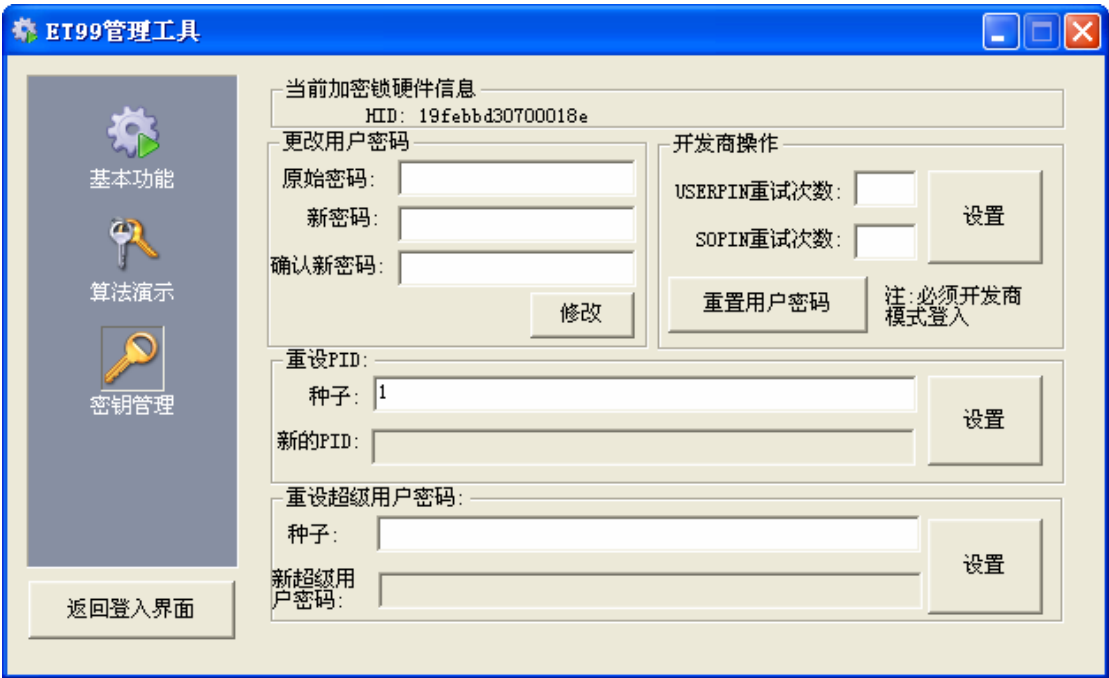 ET99管理工具
基本功能
算法演示
密钥管理
返回登入界面
当前加密锁硬件信息
HID: 19febbd30700018e
更改用户密码
原始密码:
新密码:
确认新密码:
修改
开发商操作
USERPIN重试次数:
SOPIN重试次数:
设置
重置用户密码
注:必须开发商
模式登入
重设PID:
种子: 1
新的PID:
设置
重设超级用户密码:
种子:
新超级用
户密码:
设置